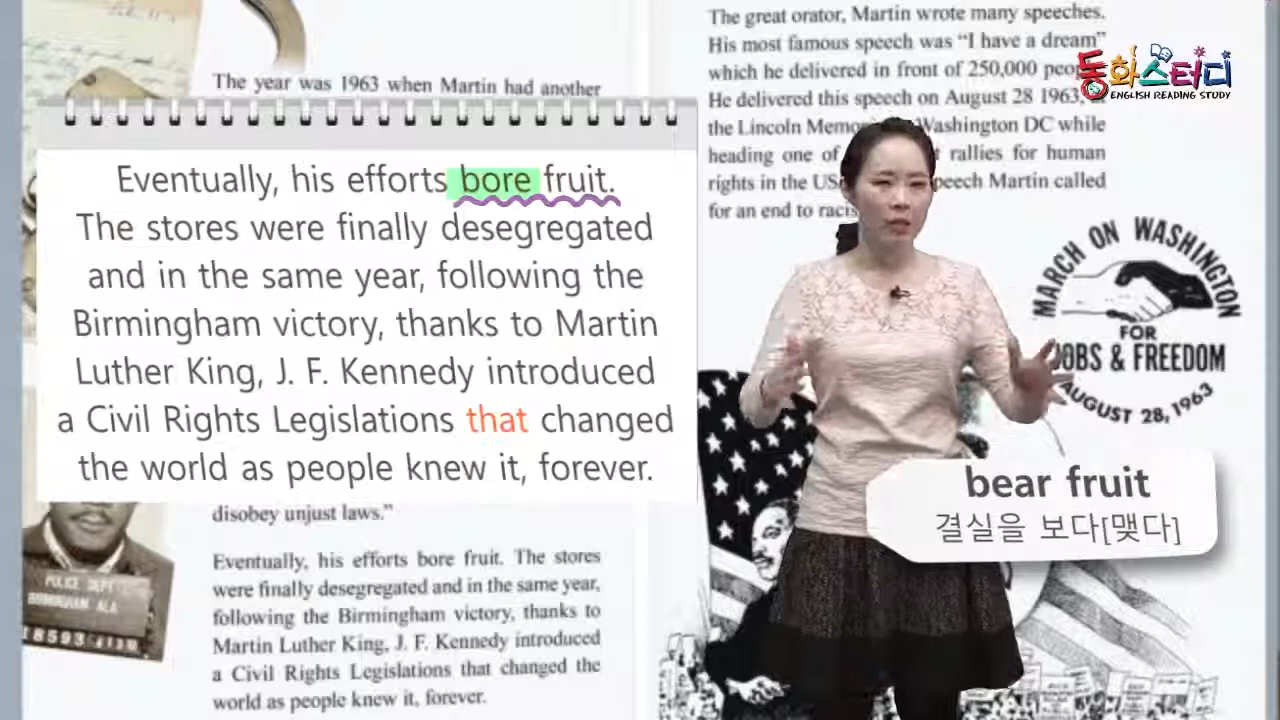 The year was 1963 when Martin had another
Eventually, his efforts bore fruit.
The stores were finally desegregated
and in the same year, following the
Birmingham victory, thanks to Martin
Luther King, J. F. Kennedy introduced
a Civil Rights Legislations that changed
the world as people knew it, forever.
disobey unjust laws.”
Eventually, his efforts bore fruit. The stores
were finally desegregated and in the same year,
following the Birmingham victory, thanks to
Martin Luther King, J. F. Kennedy introduced
a Civil Rights Legislations that changed the
world as people knew it, forever.
POLICE DEPT
BIRMINGHAM ALA
The great orator, Martin wrote many speeches.
His most famous speech was “I have a dream”
which he delivered in front of 250,000
He delivered this speech on August 28 1963,
the Lincoln Washington DC while
heading one of rallies for human
rights in the Martin called
for an end to
동화스터디
ENGLISH READING STUDY
MARCH ON WASHINGTON
FOR
JOBS & FREEDOM
AUGUST 28, 1963
bear fruit
결실을 보다[맺다]